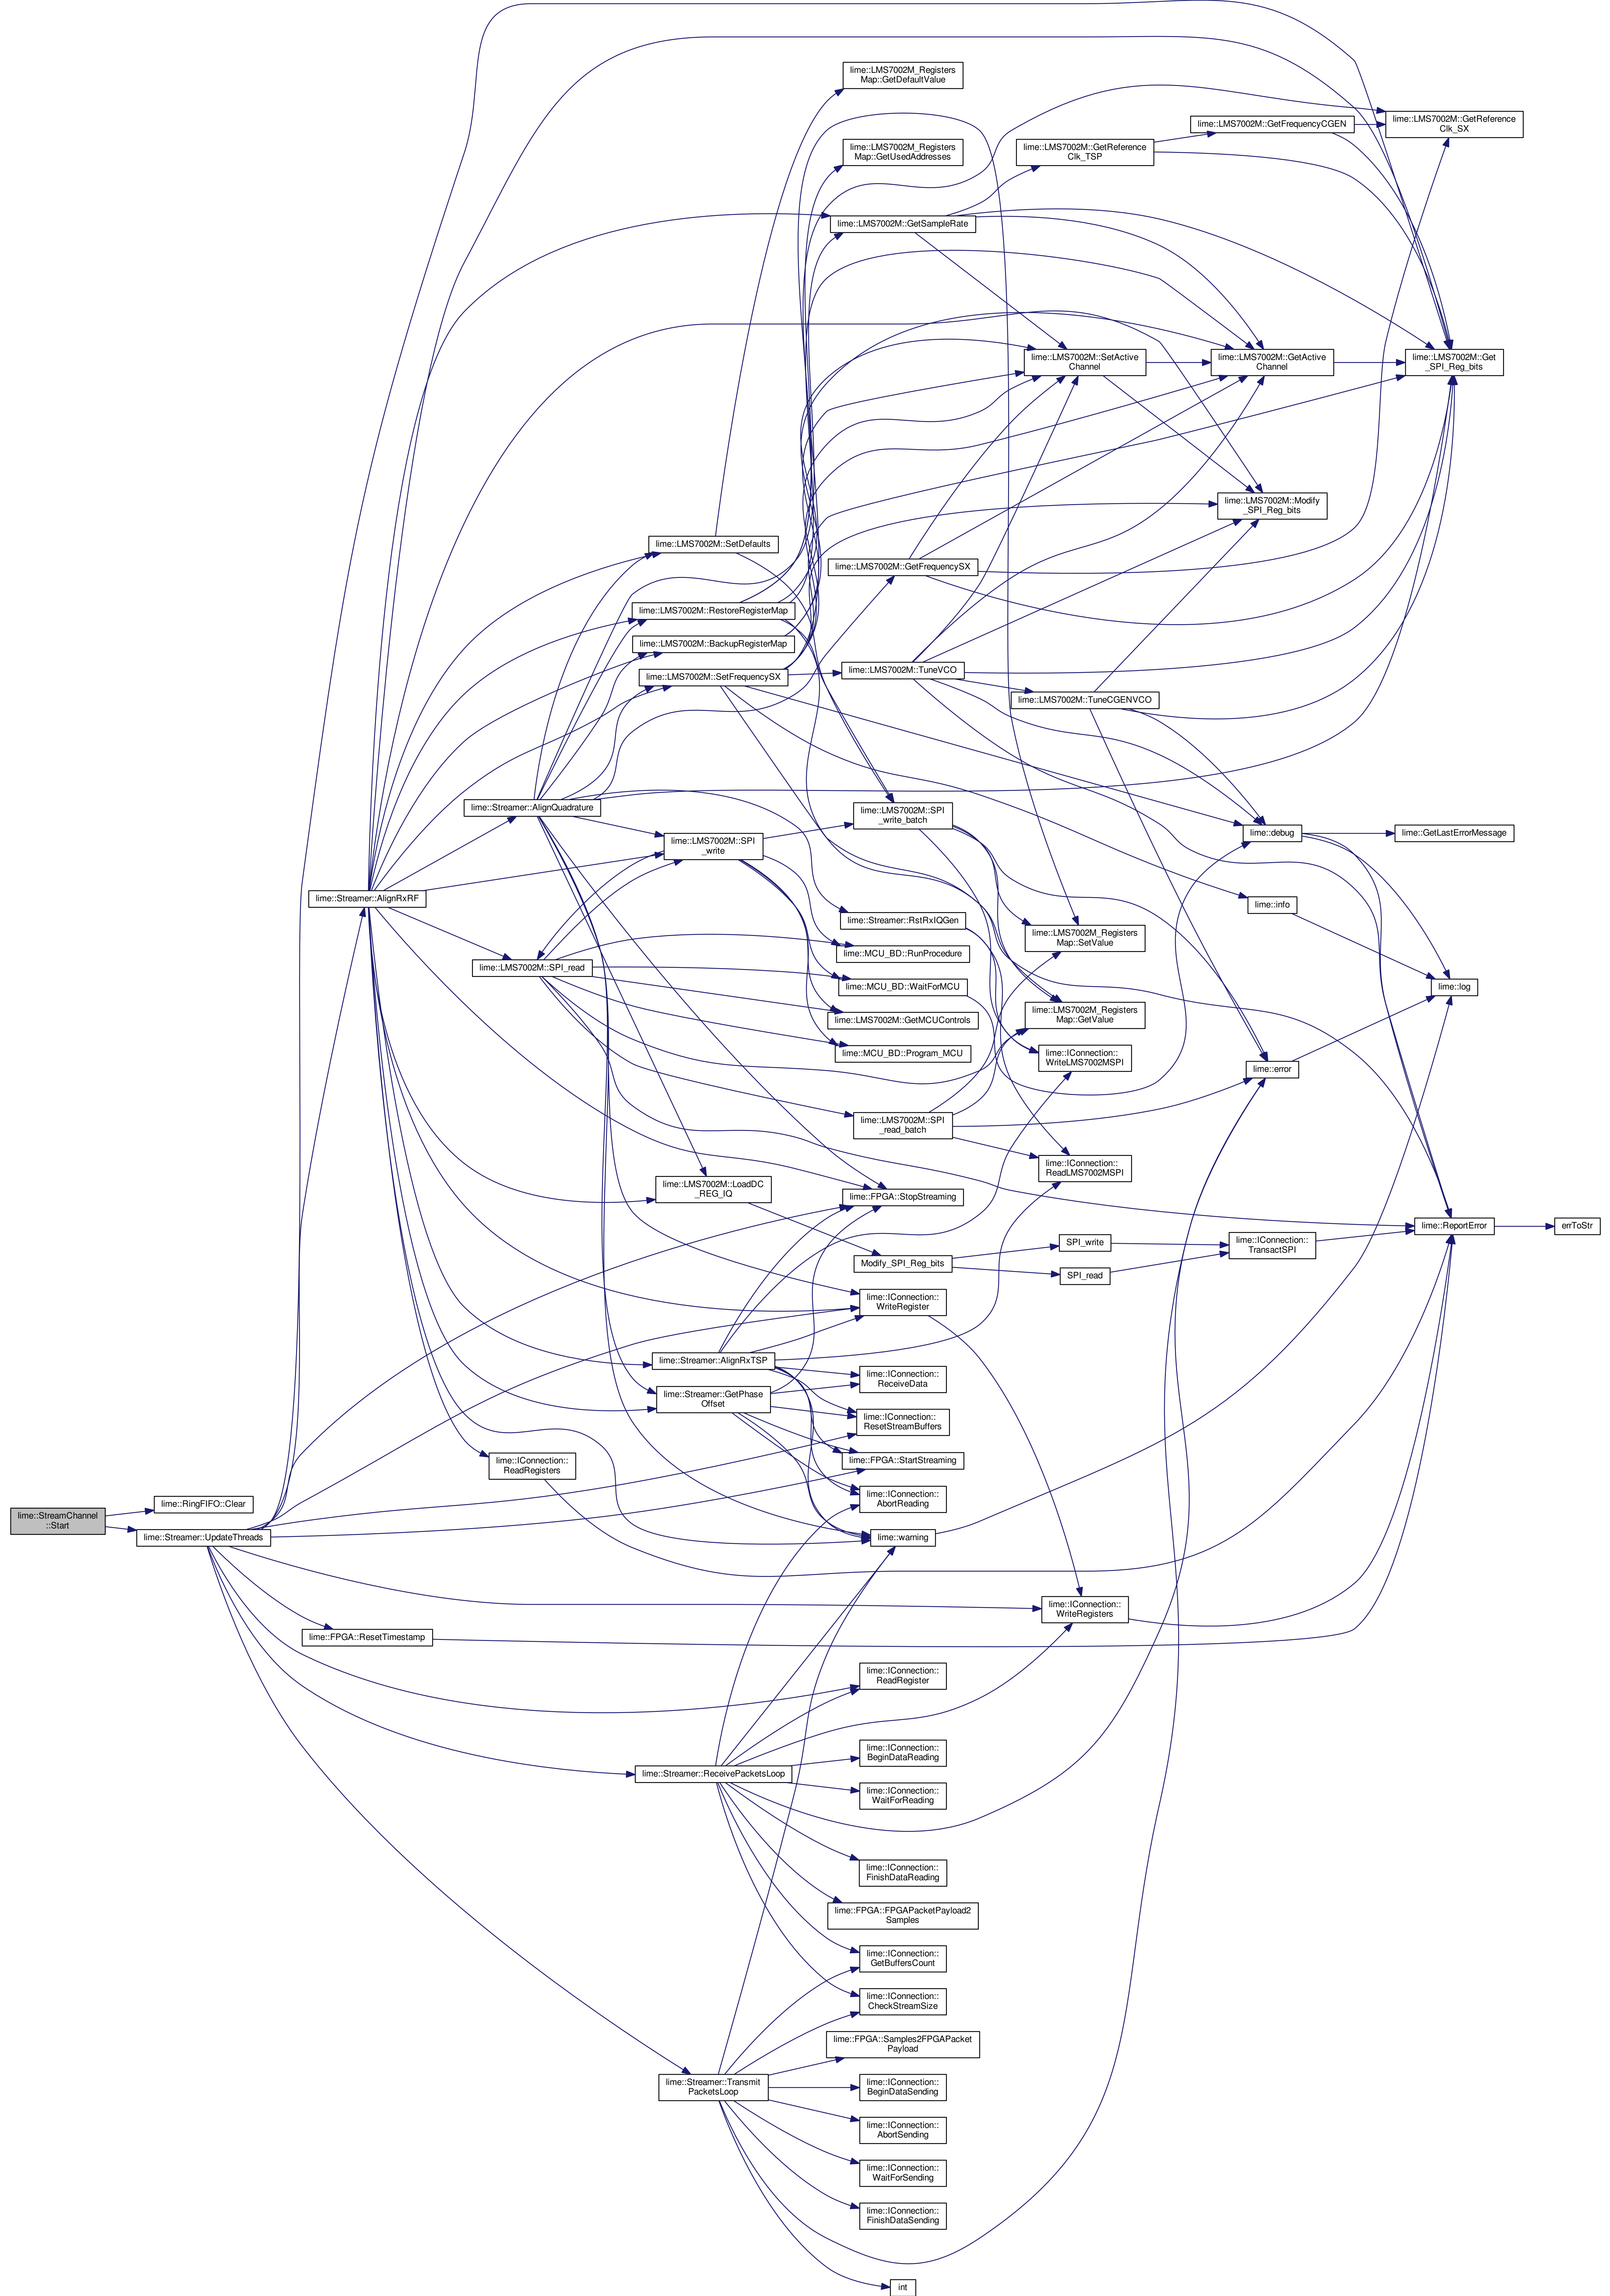 lime::LMS7002M_Registers
Map::GetDefaultValue
lime::LMS7002M::GetReference
Clk_SX
lime::LMS7002M::GetFrequencyCGEN
lime::LMS7002M_Registers
Map::GetUsedAddresses
lime::LMS7002M::GetReference
Clk_TSP
lime::LMS7002M::GetSampleRate
lime::LMS7002M::SetActive
Channel
lime::LMS7002M::GetActive
Channel
lime::LMS7002M::Get
_SPI_Reg_bits
lime::LMS7002M::Modify
_SPI_Reg_bits
lime::LMS7002M::SetDefaults
lime::LMS7002M::GetFrequencySX
lime::LMS7002M::RestoreRegisterMap
lime::LMS7002M::BackupRegisterMap
lime::LMS7002M::SetFrequencySX
lime::LMS7002M::TuneVCO
lime::LMS7002M::TuneCGENVCO
lime::Streamer::AlignQuadrature
lime::LMS7002M::SPI
_write_batch
lime::debug
lime::GetLastErrorMessage
lime::LMS7002M::SPI
_write
lime::Streamer::AlignRxRF
lime::info
lime::Streamer::RstRxIQGen
lime::LMS7002M_Registers
Map::SetValue
lime::MCU_BD::RunProcedure
lime::LMS7002M::SPI_read
lime::MCU_BD::WaitForMCU
lime::log
lime::LMS7002M::GetMCUControls
lime::LMS7002M_Registers
Map::GetValue
lime::MCU_BD::Program_MCU
lime::IConnection::
WriteLMS7002MSPI
lime::error
lime::LMS7002M::SPI
_read_batch
lime::IConnection::
ReadLMS7002MSPI
lime::LMS7002M::LoadDC
_REG_IQ
lime::FPGA::StopStreaming
lime::ReportError
errToStr
SPI_write
lime::IConnection::
TransactSPI
Modify_SPI_Reg_bits
SPI_read
lime::IConnection::
WriteRegister
lime::Streamer::AlignRxTSP
lime::IConnection::
ReceiveData
lime::Streamer::GetPhase
Offset
lime::IConnection::
ResetStreamBuffers
lime::IConnection::
ReadRegisters
lime::FPGA::StartStreaming
lime::IConnection::
AbortReading
lime::RingFIFO::Clear
lime::StreamChannel
::Start
lime::Streamer::UpdateThreads
lime::warning
lime::IConnection::
WriteRegisters
lime::FPGA::ResetTimestamp
lime::IConnection::
ReadRegister
lime::IConnection::
BeginDataReading
lime::Streamer::ReceivePacketsLoop
lime::IConnection::
WaitForReading
lime::IConnection::
FinishDataReading
lime::FPGA::FPGAPacketPayload2
Samples
lime::IConnection::
GetBuffersCount
lime::IConnection::
CheckStreamSize
lime::FPGA::Samples2FPGAPacket
Payload
lime::Streamer::Transmit
PacketsLoop
lime::IConnection::
BeginDataSending
lime::IConnection::
AbortSending
lime::IConnection::
WaitForSending
lime::IConnection::
FinishDataSending
int